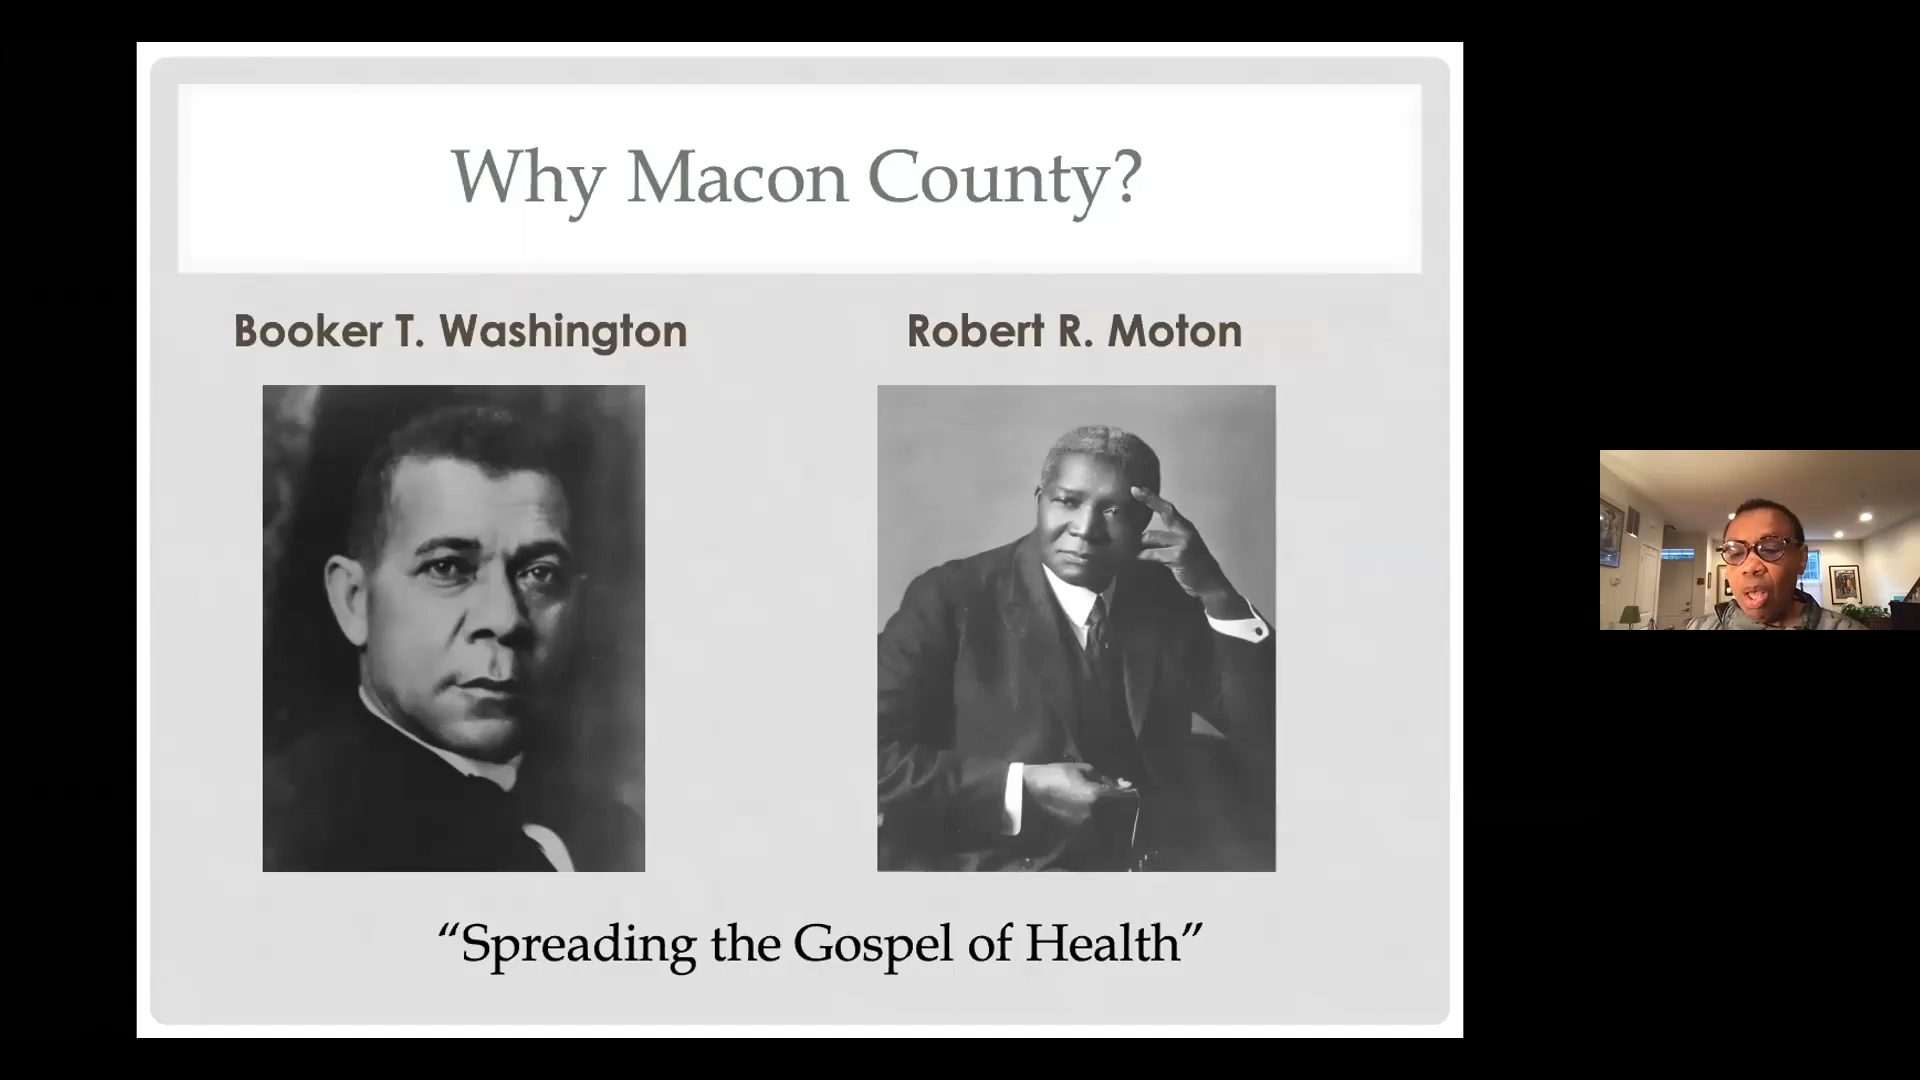 Why Macon County?
Booker T. Washington
Robert R. Moton
“Spreading the Gospel of Health”